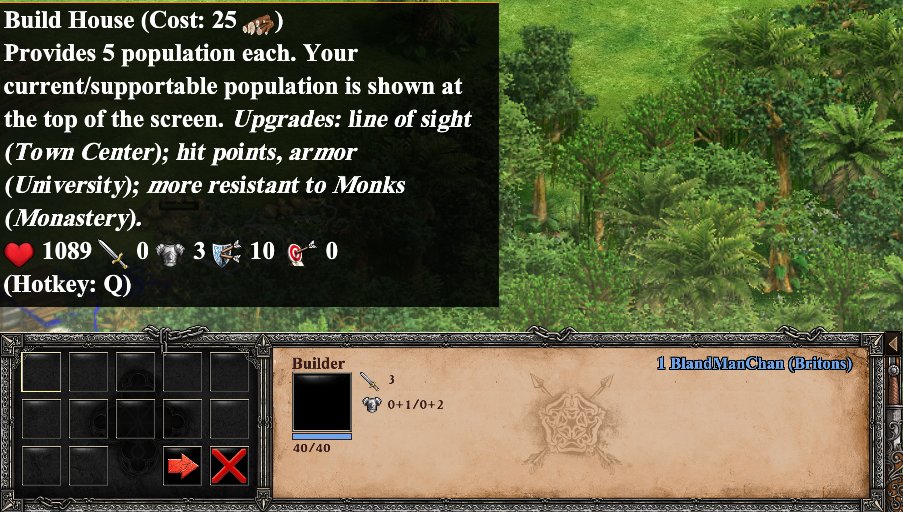 Build House (Cost: 25 )
Provides 5 population each. Your
current/supportable population is shown at
the top of the screen. Upgrades: line of sight
(Town Center); hit points, armor
(University); more resistant to Monks
(Monastery).
1089 0 3 10 0
(Hotkey: Q)
Builder
1 BlandManChan (Britons)
3
0+1/0+2
40/40